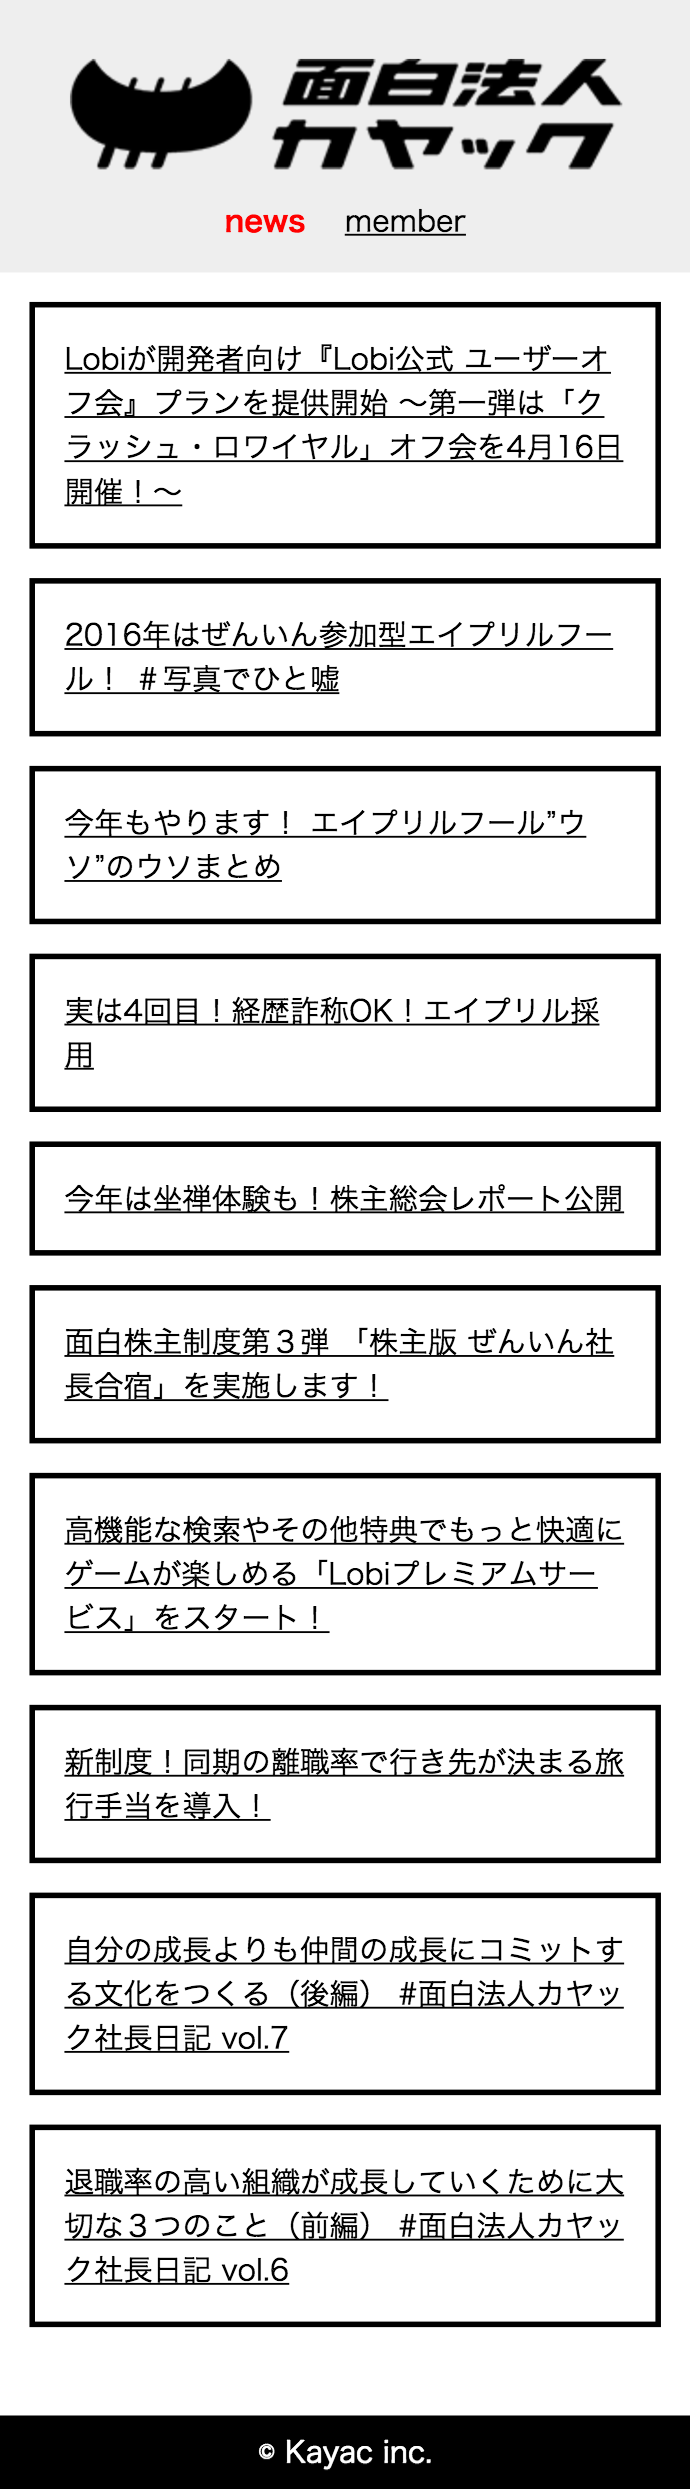 面白法人
カヤック
news member
Lobiが開発者向け『Lobi公式 ユーザーオ
フ会』プランを提供開始 〜第一弾は「ク
ラッシュ・ロワイヤル」オフ会を4月16日
開催！〜
2016年はぜんいん参加型エイプリルフー
ル！ ＃写真でひと嘘
今年もやります！ エイプリルフール”ウ
ソ”のウソまとめ
実は4回目！経歴詐称OK！エイプリル採
用
今年は坐禅体験も！株主総会レポート公開
面白株主制度第３弾 「株主版 ぜんいん社
長合宿」を実施します！
高機能な検索やその他特典でもっと快適に
ゲームが楽しめる「Lobiプレミアムサー
ビス」をスタート！
新制度！同期の離職率で行き先が決まる旅
行手当を導入！
自分の成長よりも仲間の成長にコミットす
る文化をつくる（後編） #面白法人カヤッ
ク社長日記 vol.7
退職率の高い組織が成長していくために大
切な３つのこと（前編） #面白法人カヤッ
ク社長日記 vol.6
© Kayac inc.